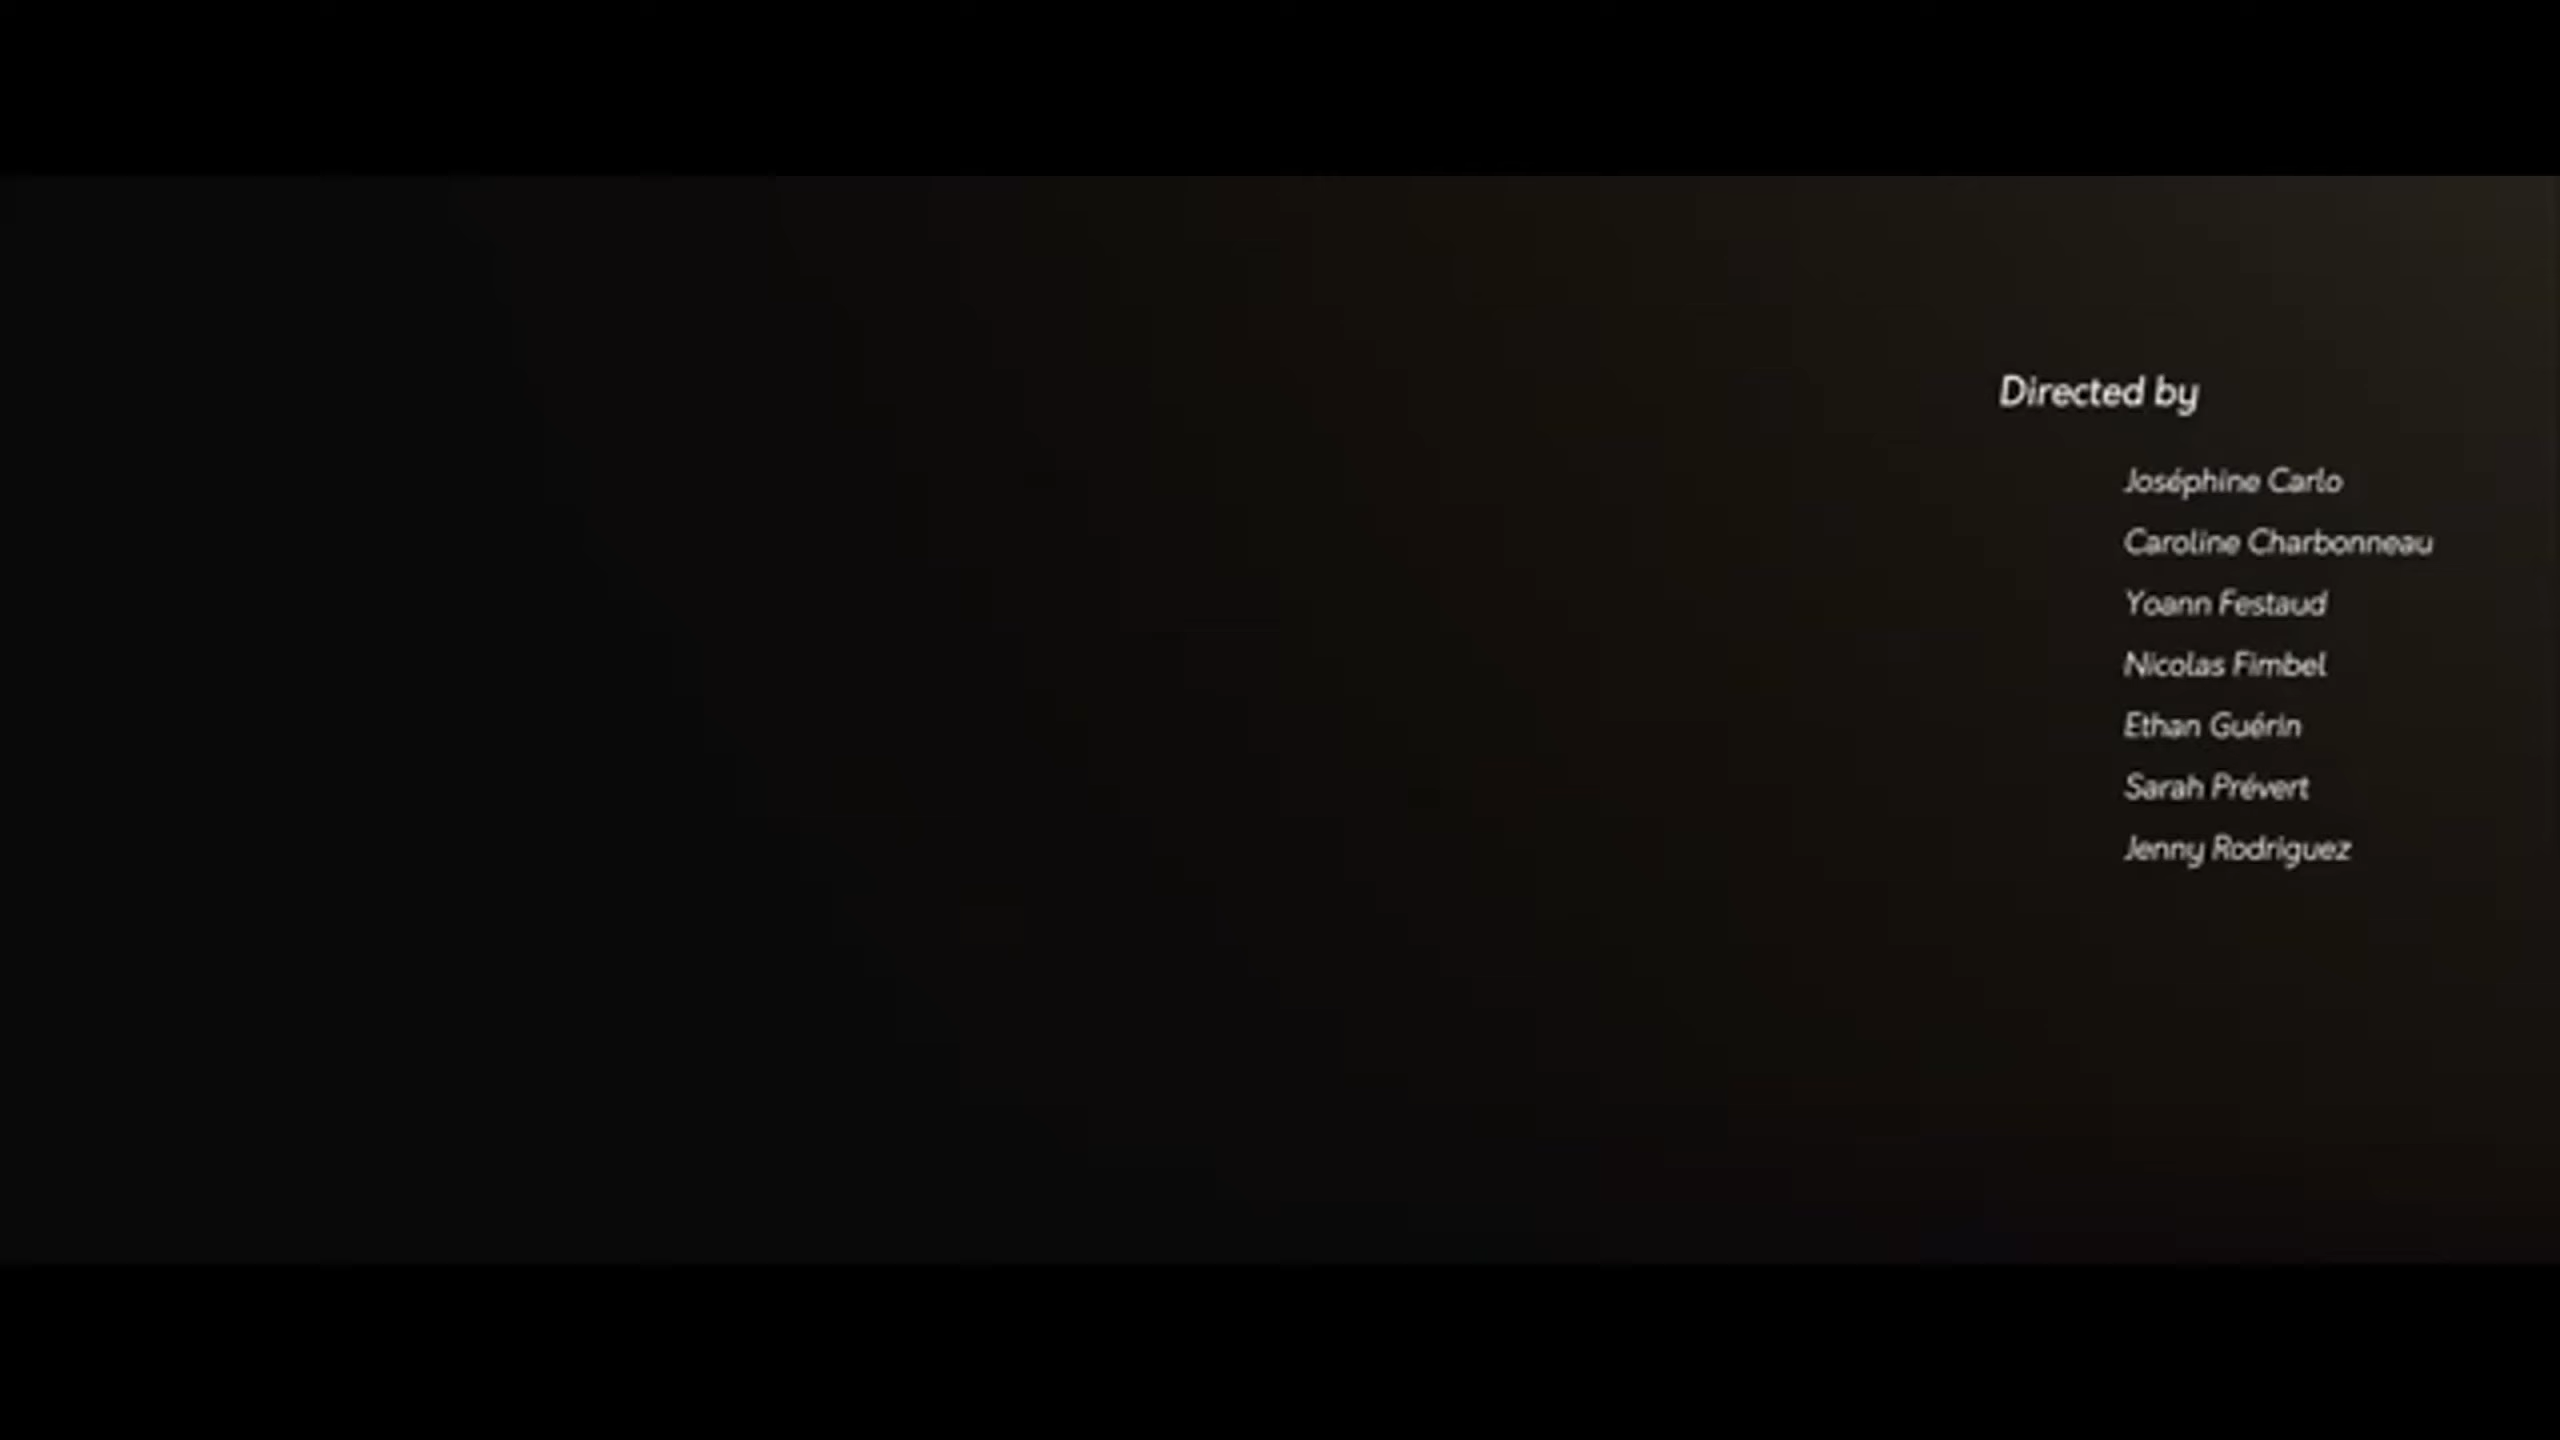 Directed by
Joséphine Carlo
Caroline Charbonneau
Yoann Festaud
Nicolas Fimbel
Ethan Guérin
Sarah Prévert
Jenny Rodriguez